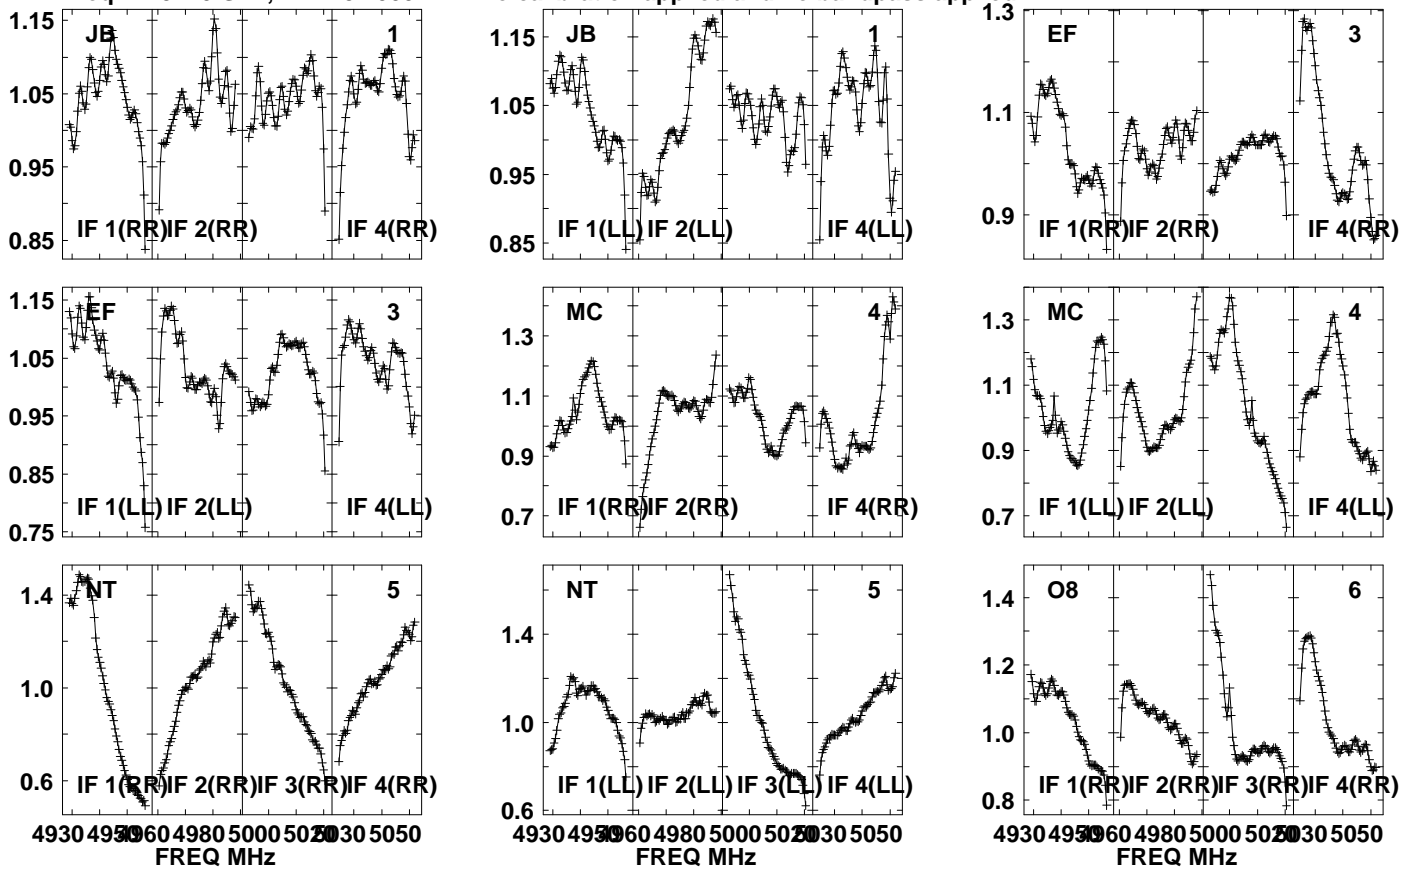 JB 1
1.15
1.05
0.95
0.85
IF 1(RR) IF 2(RR) IF 4(RR)
JB 1
1.15
1.05
0.95
0.85
IF 1(LL) IF 2(LL) IF 4(LL)
EF 3
1.3
1.1
0.9
IF 1(RR) IF 2(RR) IF 4(RR)
EF 3
1.15
1.05
0.95
0.85
0.75
IF 1(LL) IF 2(LL) IF 4(LL)
MC 4
1.3
1.1
0.9
0.7
IF 1(RR) IF 2(RR) IF 4(RR)
MC 4
1.3
1.1
0.9
0.7
IF 1(LL) IF 2(LL) IF 4(LL)
NT 5
1.4
1.0
0.6
IF 1(RR) IF 2(RR) IF 3(RR) IF 4(RR)
4930 4950 4960 4980 5000 5020 5030 5050
FREQ MHz
NT 5
1.4
1.0
0.6
IF 1(LL) IF 2(LL) IF 3(LL) IF 4(LL)
4930 4950 4960 4980 5000 5020 5030 5050
FREQ MHz
O8 6
1.4
1.2
1.0
0.8
IF 1(RR) IF 2(RR) IF 3(RR) IF 4(RR)
4930 4950 4960 4980 5000 5020 5030 5050
FREQ MHz